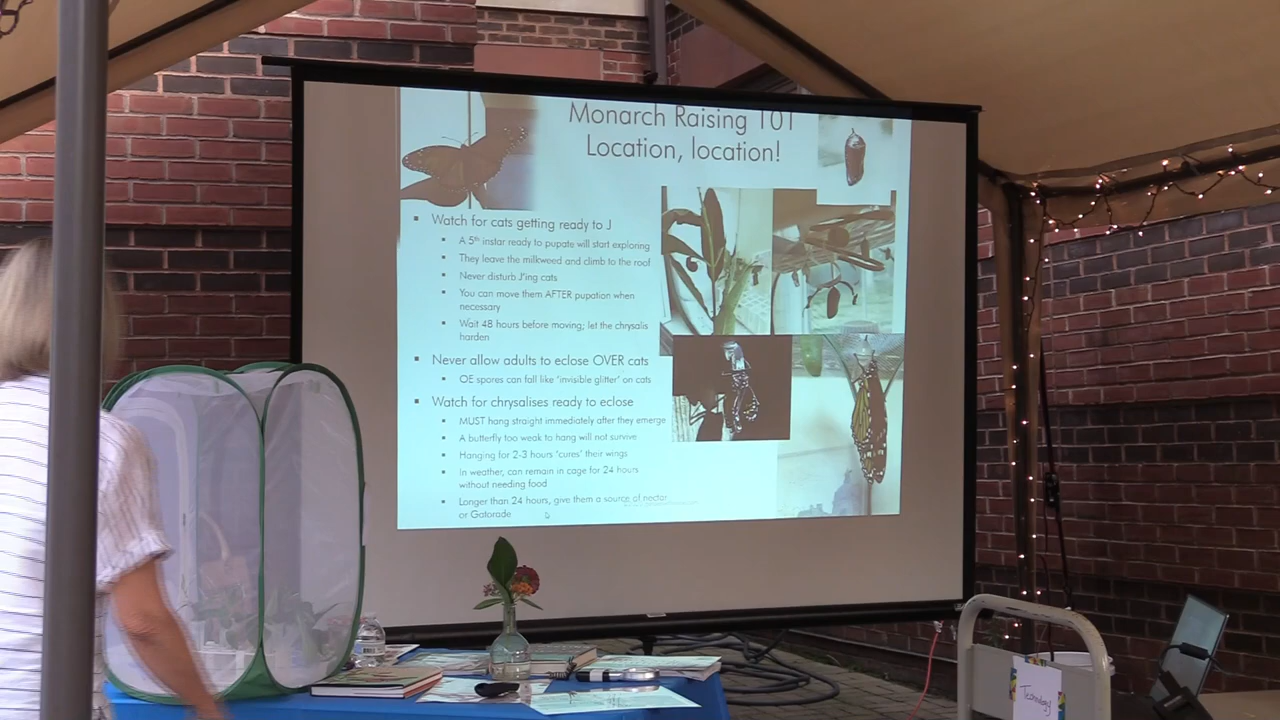 Monarch Raising 101
Location, location!
Watch for cats getting ready to J
A 5th instar ready to pupate will start exploring
They leave the milkweed and climb to the roof
Never disturb J'ing cats
You can move them AFTER pupation when
necessary
Wait 48 hours before moving; let the chrysalis
harden
Never allow adults to eclose OVER cats
OE spores can fall like 'invisible glitter' on cats
Watch for chrysalises ready to eclose
MUST hang straight immediately after they emerge
A butterfly too weak to hang will not survive
Hanging for 2-3 hours 'cures' their wings
In weather, can remain in cage for 24 hours
without needing food
Longer than 24 hours, give them a source of nectar
or Gatorade
Technology